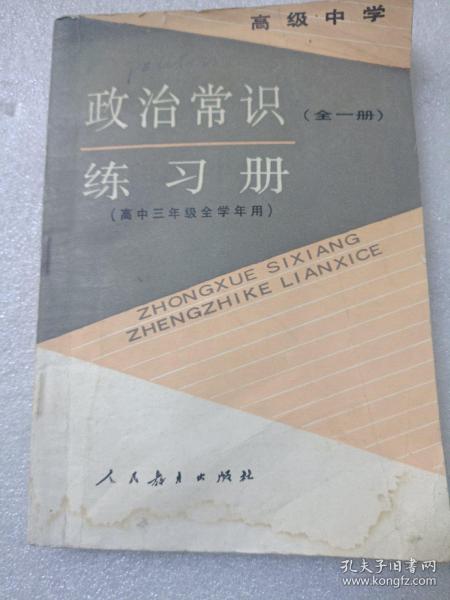 高级中学
政治常识(全一册)
练习册
(高中三年级全学年用)
ZHONGXUE SIXIANG
ZHENGZHIKE LIANXICE
人民教育出版社
孔夫子旧书网
www.kongfz.com